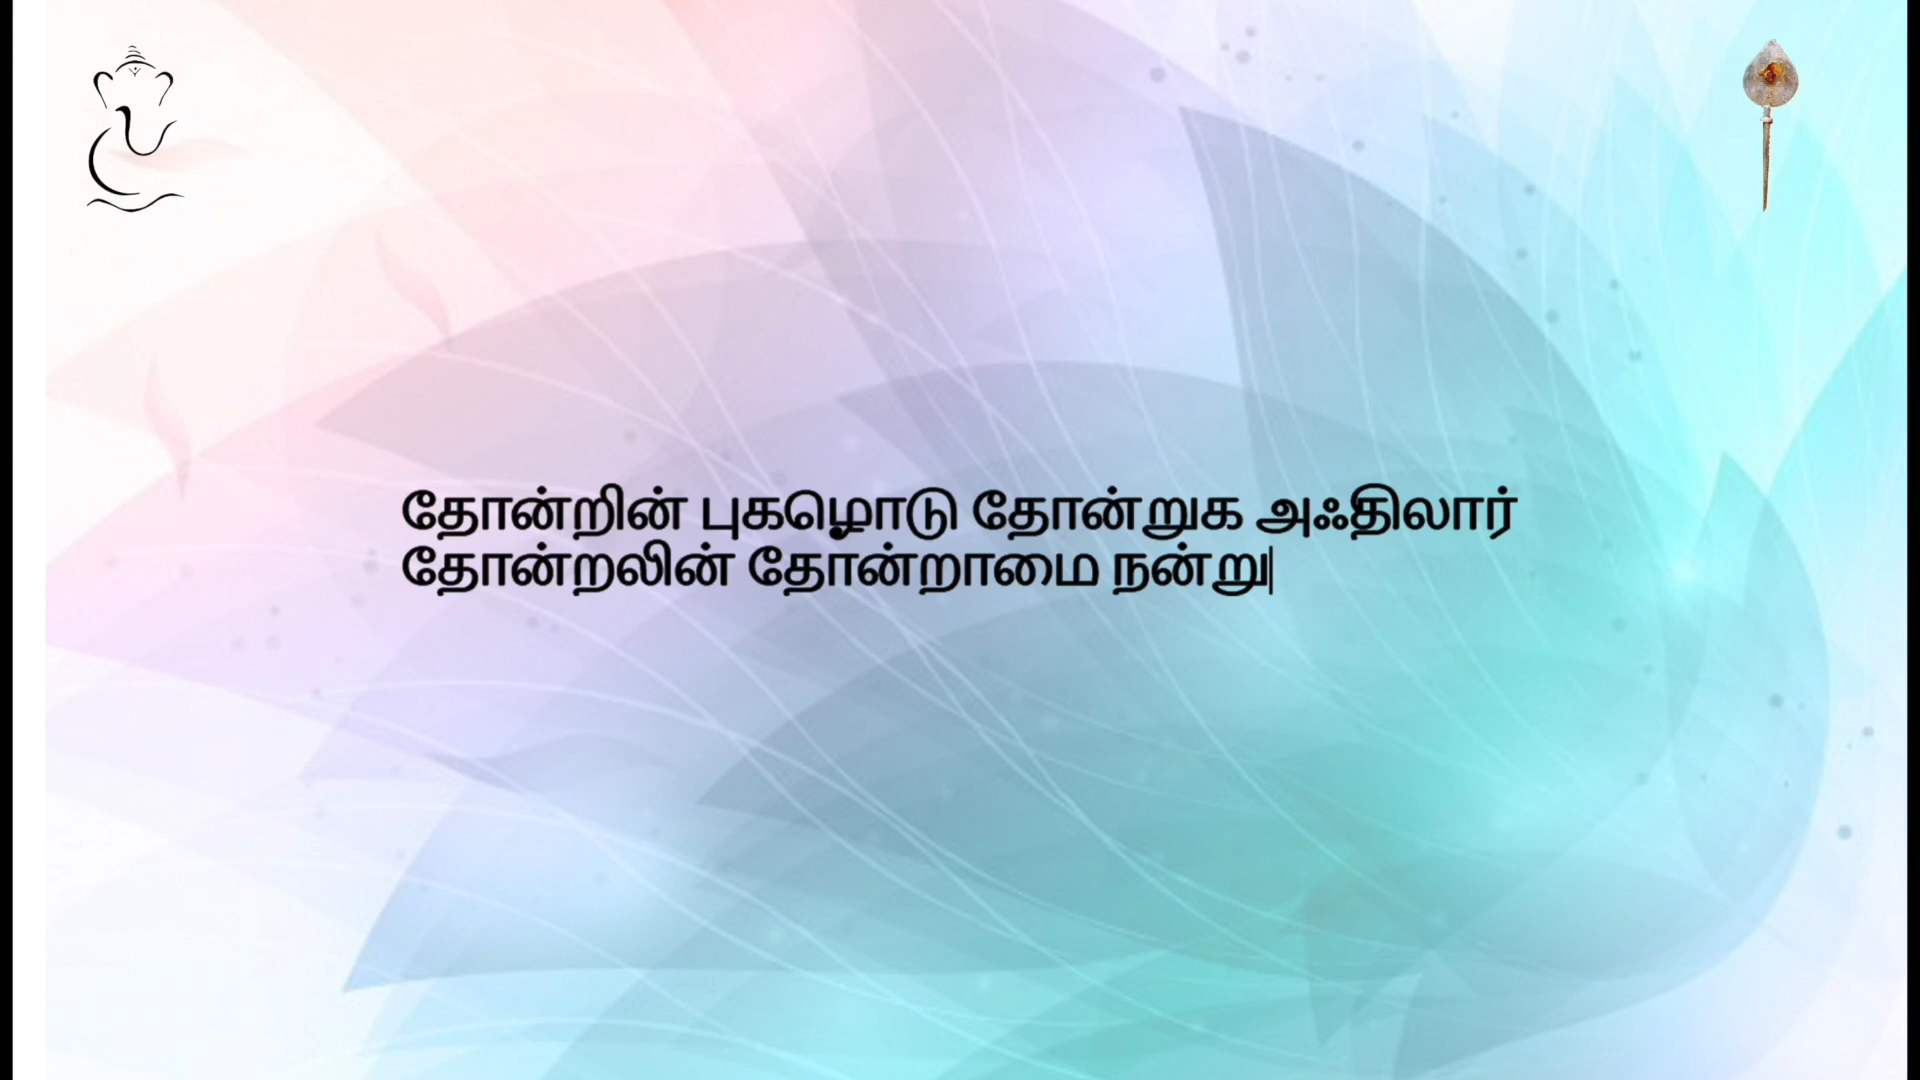 தோன்றின் புகழொடு தோன்றுக அஃதிலார்
தோன்றலின் தோன்றாமை நன்று